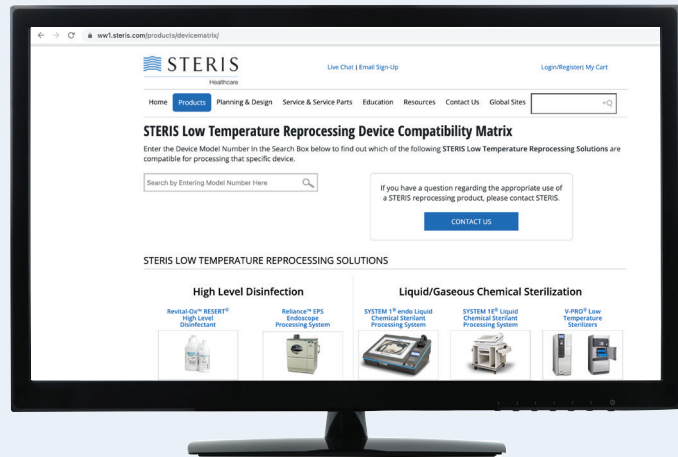 ww1.steris.com/products/devicematrix/
STERIS
Healthcare
Live Chat | Email Sign-Up
Login/Register| My Cart
Home Products Planning & Design Service & Service Parts Education Resources Contact Us Global Sites
STERIS Low Temperature Reprocessing Device Compatibility Matrix
Enter the Device Model Number In the Search Box below to find out which of the following STERIS Low Temperature Reprocessing Solutions are
compatible for processing that specific device.
Search by Entering Model Number Here
If you have a question regarding the appropriate use of
a STERIS reprocessing product, please contact STERIS.
CONTACT US
STERIS LOW TEMPERATURE REPROCESSING SOLUTIONS
High Level Disinfection
Revital-Ox™ RESERT®
High Level
Disinfectant
Reliance™ EPS
Endoscope
Processing System
Liquid/Gaseous Chemical Sterilization
SYSTEM 1® endo Liquid
Chemical Sterilant
Processing System
SYSTEM 1E® Liquid
Chemical Sterilant
Processing System
V-PRO® Low
Temperature
Sterilizers